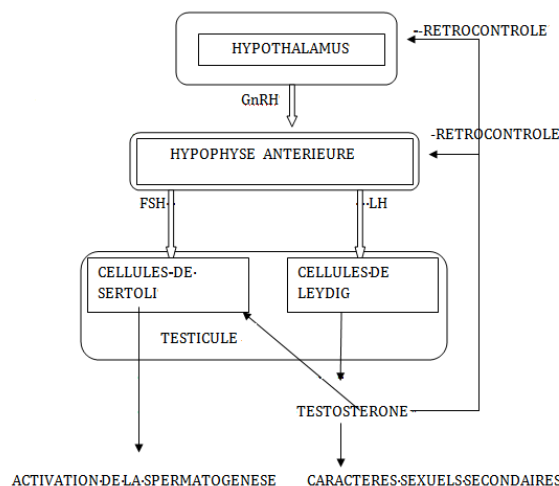 --RETROCONTROLE
HYPOTHALAMUS
GnRH
-RETROCONTROLE
HYPOPHYSE ANTERIEURE
FSH--
---LH
CELLULES-DE-
SERTOLI
CELLULES-DE
LEYDIG
TESTICULE
TESTOSTERONE
ACTIVATION-DE-LA-SPERMATOGENESE
CARACTERES-SEXUELS-SECONDAIRES